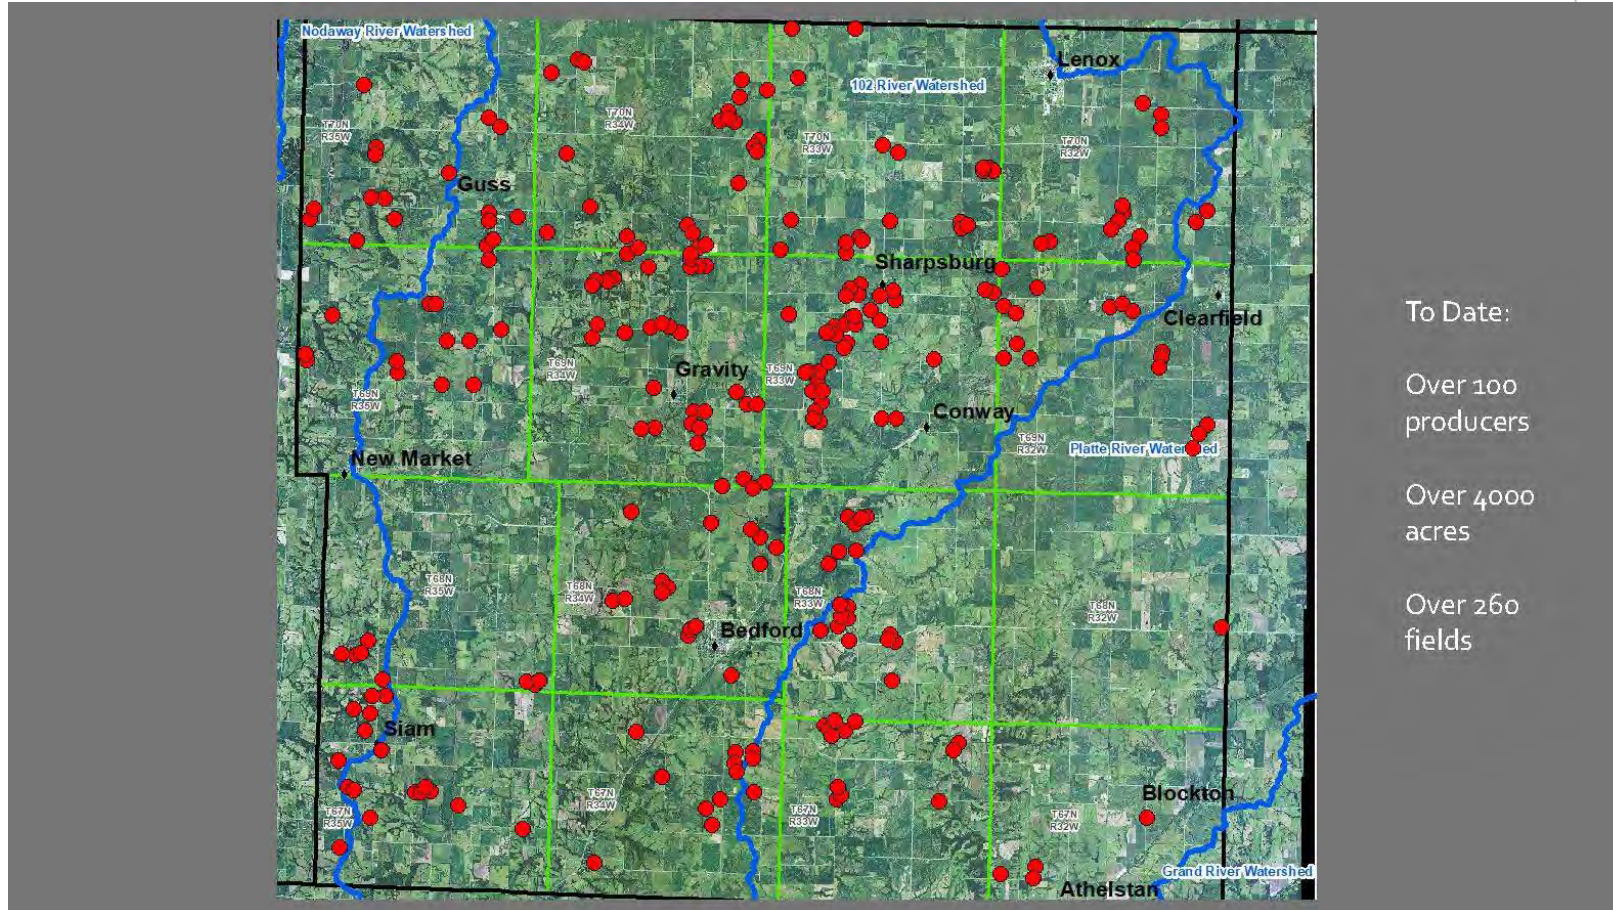 Nodaway River Watershed
Lenox
102 River Watershed
T70N
R35W
T70N
R34W
T70N
R33W
T70N
R32W
Guss
Sharpsburg
Clearfield
T69N
R34W
Gravity
T69N
R33W
T69N
R35W
Conway
T69N
R32W
Platte River Watershed
New Market
T68N
R35W
T68N
R34W
T68N
R33W
T68N
R32W
Bedford
Siam
T67N
R35W
T67N
R34W
T67N
R33W
T67N
R32W
Blockton
Grand River Watershed
Athelstan
To Date:
Over 100
producers
Over 4000
acres
Over 260
fields